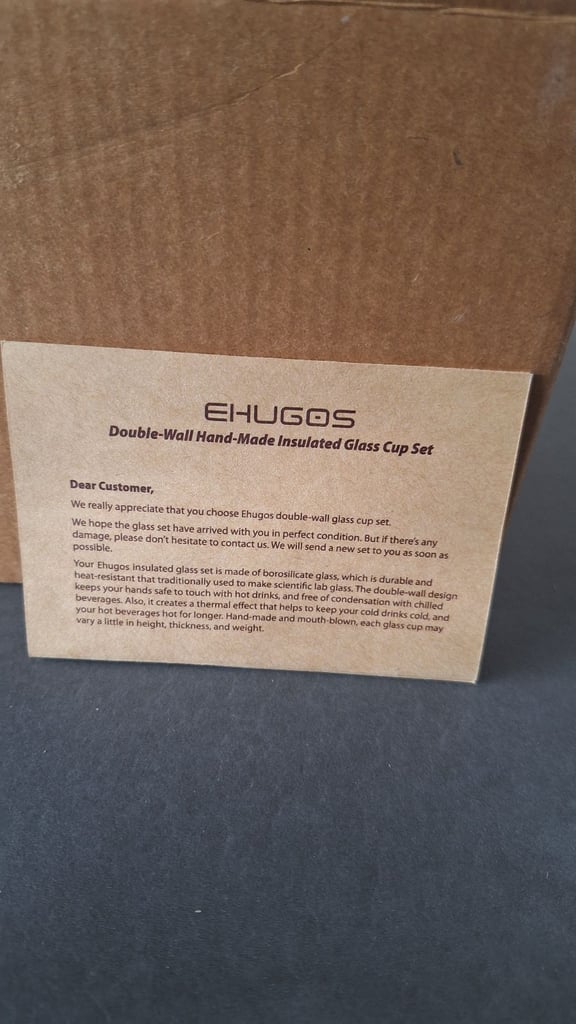 EHUGOS
Double-Wall Hand-Made Insulated Glass Cup Set
Dear Customer,
We really appreciate that you choose Ehugos double-wall glass cup set.
We hope the glass set have arrived with you in perfect condition. But if there's any
damage, please don't hesitate to contact us. We will send a new set to you as soon as
possible.
Your Ehugos insulated glass set is made of borosilicate glass, which is durable and
heat-resistant that traditionally used to make scientific lab glass. The double-wall design
keeps your hands safe to touch with hot drinks, and free of condensation with chilled
beverages. Also, it creates a thermal effect that helps to keep your cold drinks cold, and
your hot beverages hot for longer. Hand-made and mouth-blown, each glass cup may
vary a little in height, thickness, and weight.